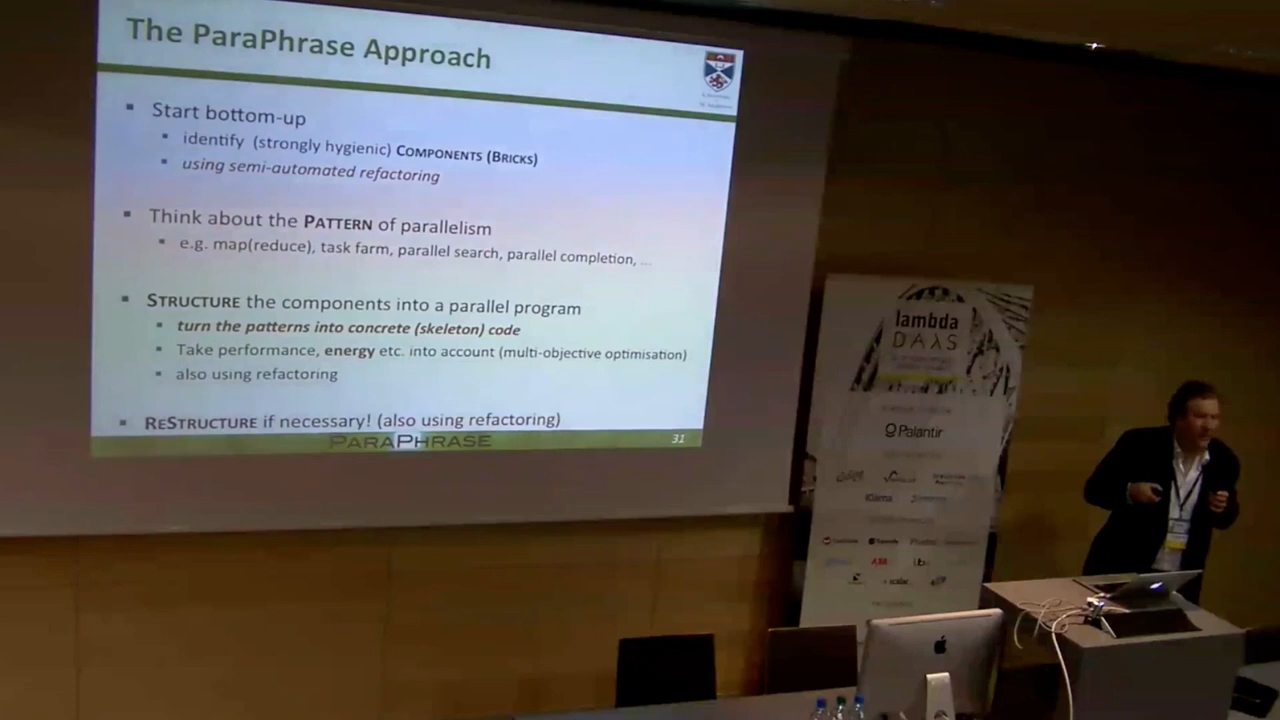 The ParaPhrase Approach
▪ Start bottom-up
▪ identify (strongly hygienic) COMPONENTS (BRICKS)
▪ using semi-automated refactoring
▪ Think about the PATTERN of parallelism
▪ e.g. map(reduce), task farm, parallel search, parallel completion, ...
▪ STRUCTURE the components into a parallel program
▪ turn the patterns into concrete (skeleton) code
▪ Take performance, energy etc. into account (multi-objective optimisation)
▪ also using refactoring
▪ RESTRUCTURE if necessary! (also using refactoring)
PARAPHRASE
31
lambda
DAλS
Palantir
ABB
scalac